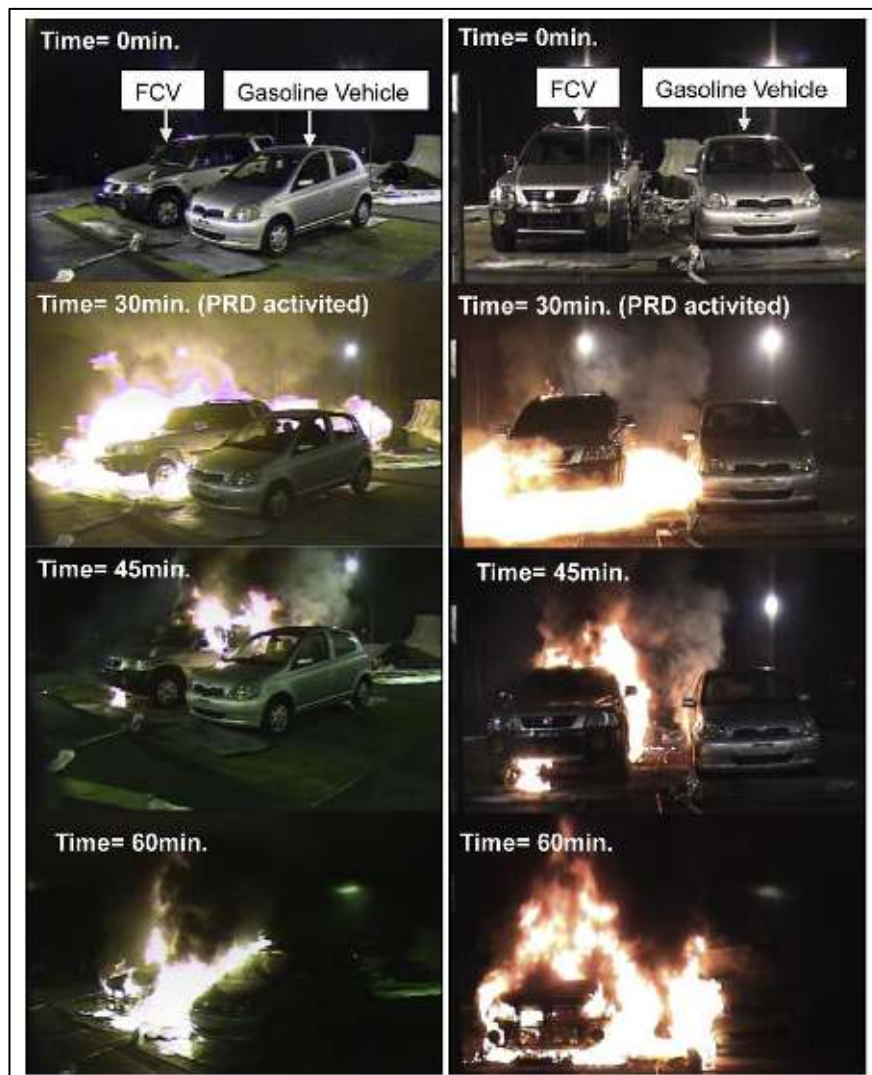 Time= 0min.
FCV
Gasoline Vehicle
Time= 30min. (PRD activited)
Time= 45min.
Time= 60min.
Time= 0min.
FCV
Gasoline Vehicle
Time= 30min. (PRD activited)
Time= 45min.
Time= 60min.